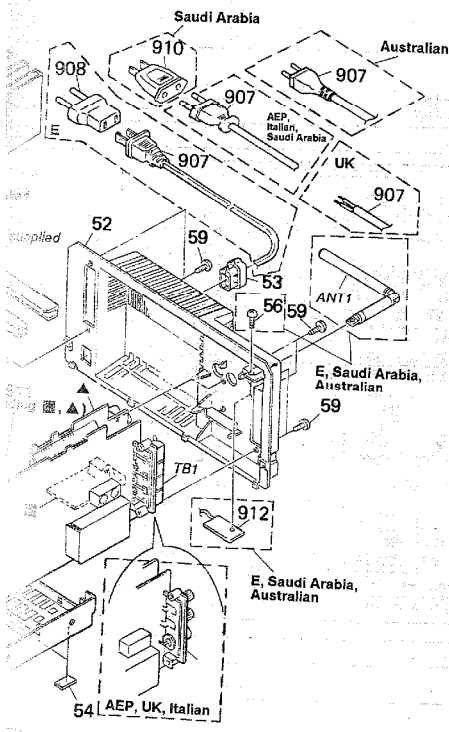 Saudi Arabia
910
Australian
908
907
907
AEP,
Italian,
Saudi Arabia
E
907
UK
907
supplied
52
59
53
ANT1
56
59
E, Saudi Arabia,
Australian
59
TB1
912
E, Saudi Arabia,
Australian
54
AEP, UK, Italian